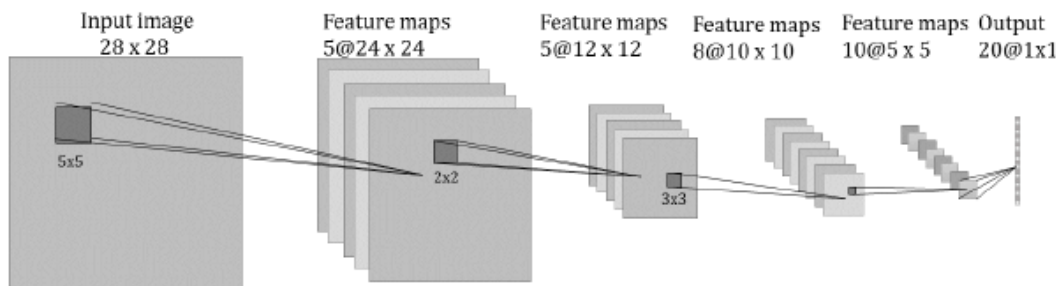 Input image
28 x 28
Feature maps
5@24 x 24
Feature maps
5@12 x 12
Feature maps
8@10 x 10
Feature maps
10@5 x 5
Output
20@1x1
5x5
2x2
3x3